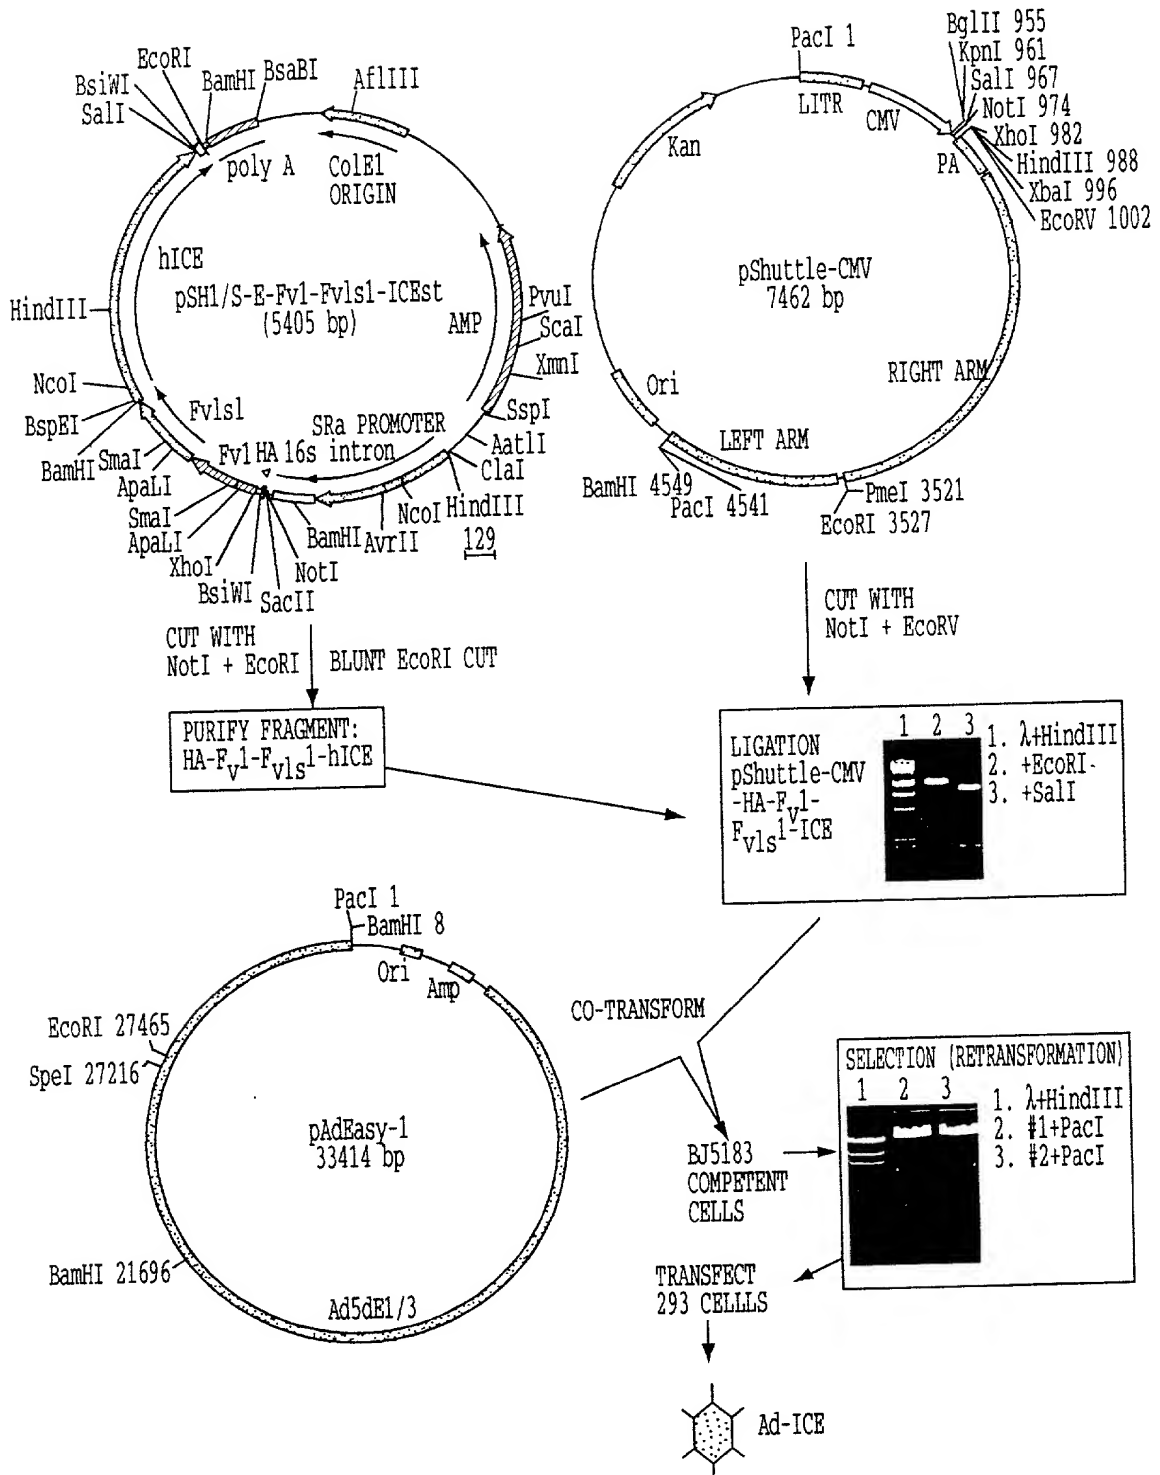 EcoRI
BsiWI
SalI
BamHI
BsaBI
AflIII
poly A
ColE1
ORIGIN
hICE
pSH1/S-E-Fv1-Fvls1-ICEst
(5405 bp)
HindIII
AMP
PvuI
ScaI
XmnI
SspI
AatlI
ClaI
HindIII
NcoI
BspEI
BamHI
Fvls1
SRa PROMOTER
Fv1 HA 16s intron
SmaI
ApaLI
SmaI
ApaLI
XhoI
BsiWI
SacII
NotI
BamHI
AvrII
NcoI
129
PacI 1
LITR
CMV
BglII 955
KpnI 961
SalI 967
NotI 974
XhoI 982
HindIII 988
XbaI 996
EcoRV 1002
PA
Kan
pShuttle-CMV
7462 bp
RIGHT ARM
Ori
LEFT ARM
BamHI 4549
PacI 4541
PmeI 3521
EcoRI 3527
CUT WITH
NotI + EcoRI
BLUNT EcoRI CUT
CUT WITH
NotI + EcoRV
PURIFY FRAGMENT:
HA-Fv1-Fvls1-hICE
LIGATION
pShuttle-CMV
-HA-Fv1-
Fvls1-ICE
1 2 3
1. λ+HindIII
2. +EcoRI
3. +SalI
PacI 1
BamHI 8
Ori
Amp
EcoRI 27465
SpeI 27216
pAdEasy-1
33414 bp
BamHI 21696
Ad5dE1/3
CO-TRANSFORM
BJ5183
COMPETENT
CELLS
SELECTION (RETRANSFORMATION)
1 2 3
1. λ+HindIII
2. #1+PacI
3. #2+PacI
TRANSFECT
293 CELLLS
Ad-ICE